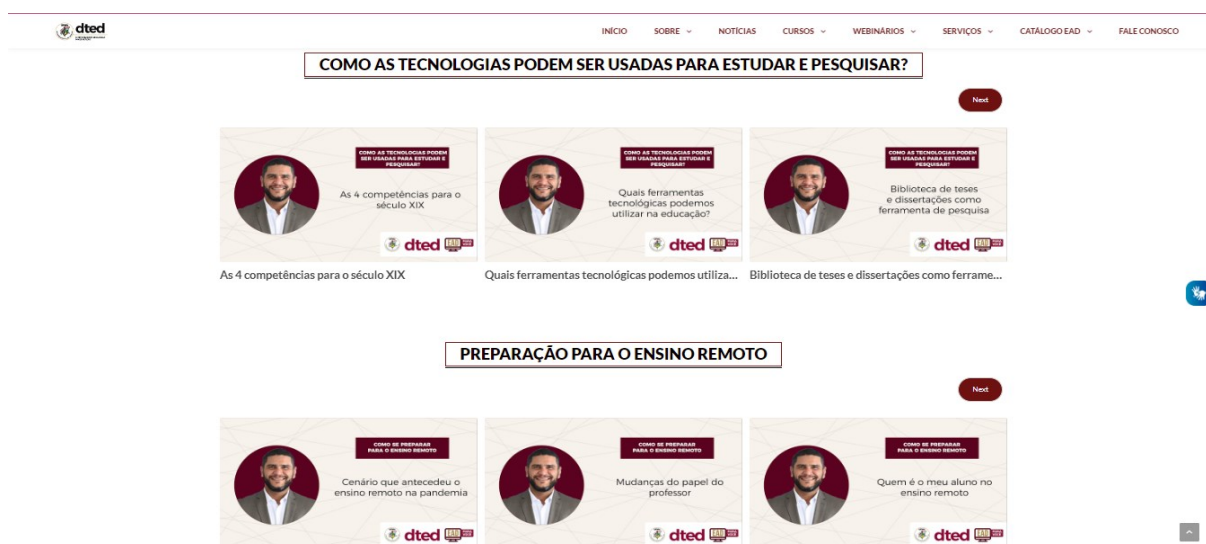 dted
INÍCIO SOBRE NOTÍCIAS CURSOS WEBINÁRIOS SERVIÇOS CATÁLOGO EAD FALE CONOSCO
COMO AS TECNOLOGIAS PODEM SER USADAS PARA ESTUDAR E PESQUISAR?
Next
COMO AS TECNOLOGIAS PODEM
SER USADAS PARA ESTUDAR E
PESQUISAR?
As 4 competências para o
século XIX
dted EAD
As 4 competências para o século XIX
COMO AS TECNOLOGIAS PODEM
SER USADAS PARA ESTUDAR E
PESQUISAR?
Quais ferramentas
tecnológicas podemos
utilizar na educação?
dted EAD
Quais ferramentas tecnológicas podemos utiliza...
COMO AS TECNOLOGIAS PODEM
SER USADAS PARA ESTUDAR E
PESQUISAR?
Biblioteca de teses
e dissertações como
ferramenta de pesquisa
dted EAD
Biblioteca de teses e dissertações como ferrame...
PREPARAÇÃO PARA O ENSINO REMOTO
Next
COMO SE PREPARAR
PARA O ENSINO REMOTO
Cenário que antecedeu o
ensino remoto na pandemia
dted EAD
COMO SE PREPARAR
PARA O ENSINO REMOTO
Mudanças do papel do
professor
dted EAD
COMO SE PREPARAR
PARA O ENSINO REMOTO
Quem é o meu aluno no
ensino remoto
dted EAD